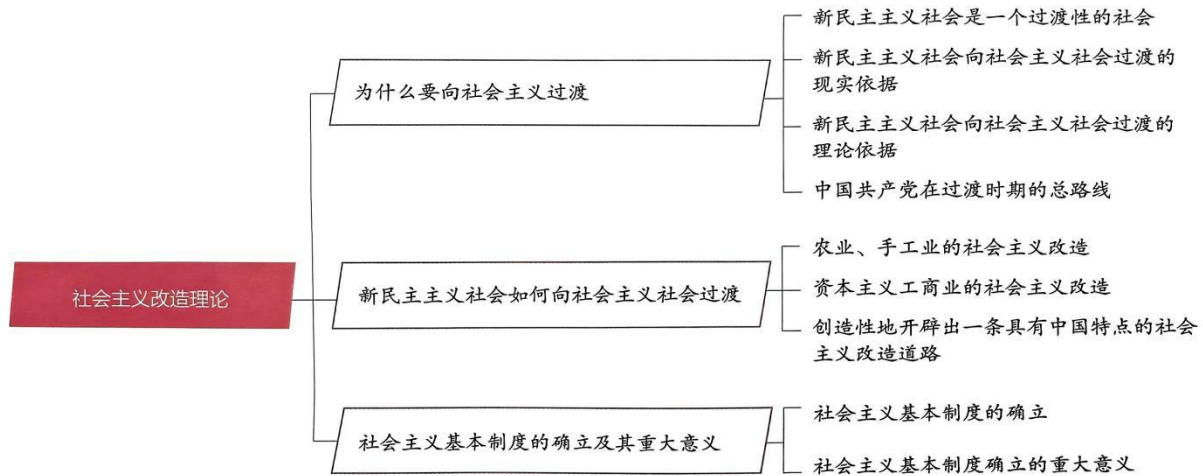 社会主义改造理论
为什么要向社会主义过渡
新民主主义社会是一个过渡性的社会
新民主主义社会向社会主义社会过渡的
现实依据
新民主主义社会向社会主义社会过渡的
理论依据
中国共产党在过渡时期的总路线
新民主主义社会如何向社会主义社会过渡
农业、手工业的社会主义改造
资本主义工商业的社会主义改造
创造性地开辟出一条具有中国特点的社会
主义改造道路
社会主义基本制度的确立及其重大意义
社会主义基本制度的确立
社会主义基本制度确立的重大意义